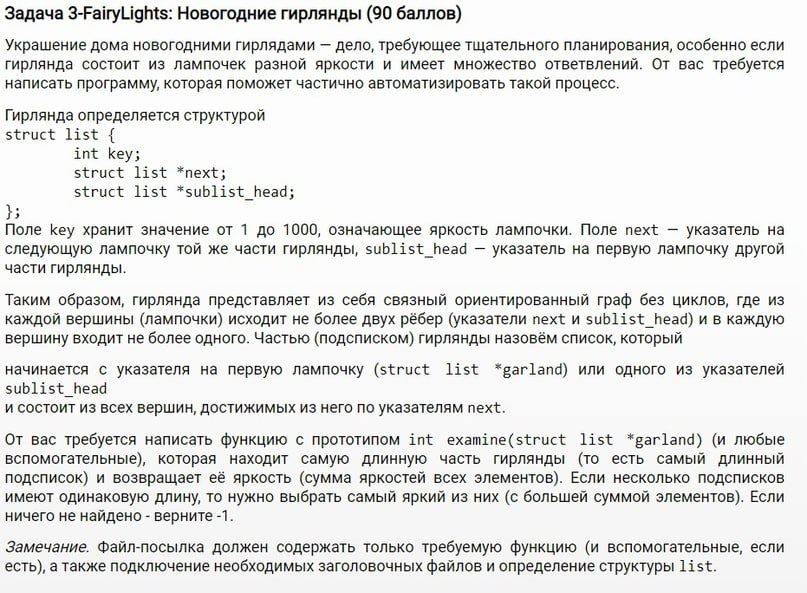 Задача 3-FairyLights: Новогодние гирлянды (90 баллов)
Украшение дома новогодними гирлядами — дело, требующее тщательного планирования, особенно если
гирлянда состоит из лампочек разной яркости и имеет множество ответвлений. От вас требуется
написать программу, которая поможет частично автоматизировать такой процесс.
Гирлянда определяется структурой
struct list {
int key;
struct list *next;
struct list *sublist_head;
};
Поле key хранит значение от 1 до 1000, означающее яркость лампочки. Поле next — указатель на
следующую лампочку той же части гирлянды, sublist_head — указатель на первую лампочку другой
части гирлянды.
Таким образом, гирлянда представляет из себя связный ориентированный граф без циклов, где из
каждой вершины (лампочки) исходит не более двух рёбер (указатели next и sublist_head) и в каждую
вершину входит не более одного. Частью (подсписком) гирлянды назовём список, который
начинается с указателя на первую лампочку (struct list *garland) или одного из указателей
sublist_head
и состоит из всех вершин, достижимых из него по указателям next.
От вас требуется написать функцию с прототипом int examine(struct list *garland) (и любые
вспомогательные), которая находит самую длинную часть гирлянды (то есть самый длинный
подсписок) и возвращает её яркость (сумма яркостей всех элементов). Если несколько подсписков
имеют одинаковую длину, то нужно выбрать самый яркий из них (с большей суммой элементов). Если
ничего не найдено - верните -1.
Замечание. Файл-посылка должен содержать только требуемую функцию (и вспомогательные, если
есть), а также подключение необходимых заголовочных файлов и определение структуры list.